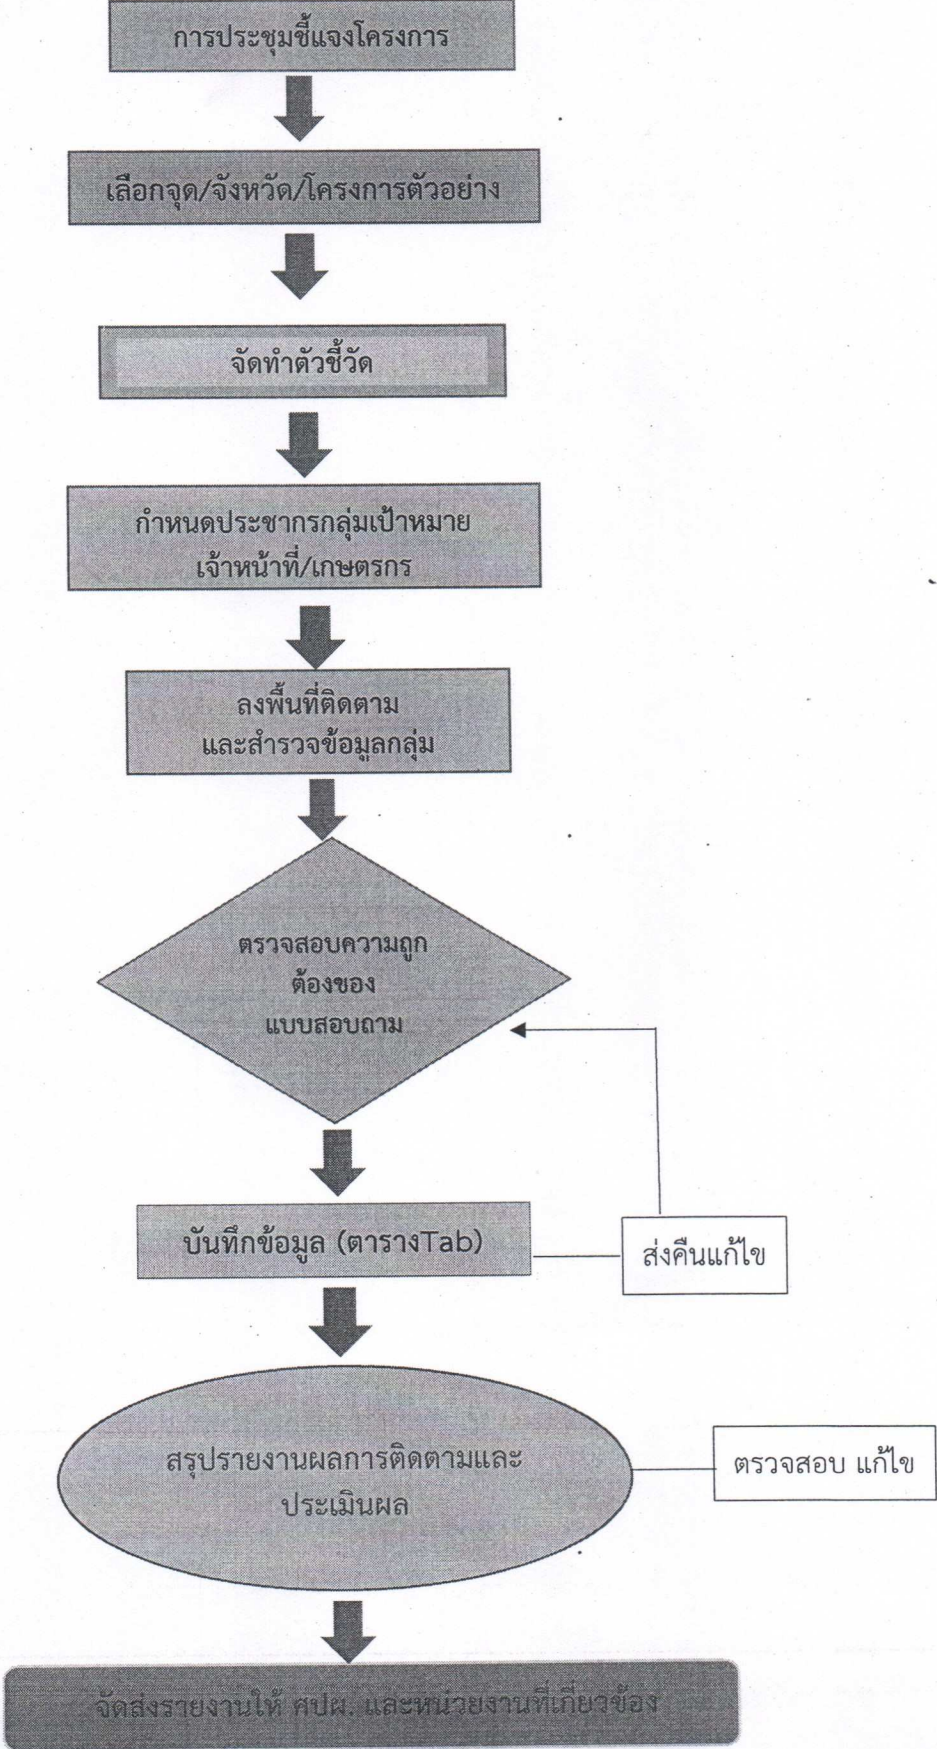 การประชุมชี้แจงโครงการ
เลือกจุด/จังหวัด/โครงการตัวอย่าง
จัดทำตัวชี้วัด
กำหนดประชากรกลุ่มเป้าหมาย
เจ้าหน้าที่/เกษตรกร
ลงพื้นที่ติดตาม
และสำรวจข้อมูลกลุ่ม
ตรวจสอบความถูก
ต้องของ
แบบสอบถาม
บันทึกข้อมูล (ตารางTab)
ส่งคืนแก้ไข
สรุปรายงานผลการติดตามและ
ประเมินผล
ตรวจสอบ แก้ไข
จัดส่งรายงานให้ ศปผ. และหน่วยงานที่เกี่ยวข้อง